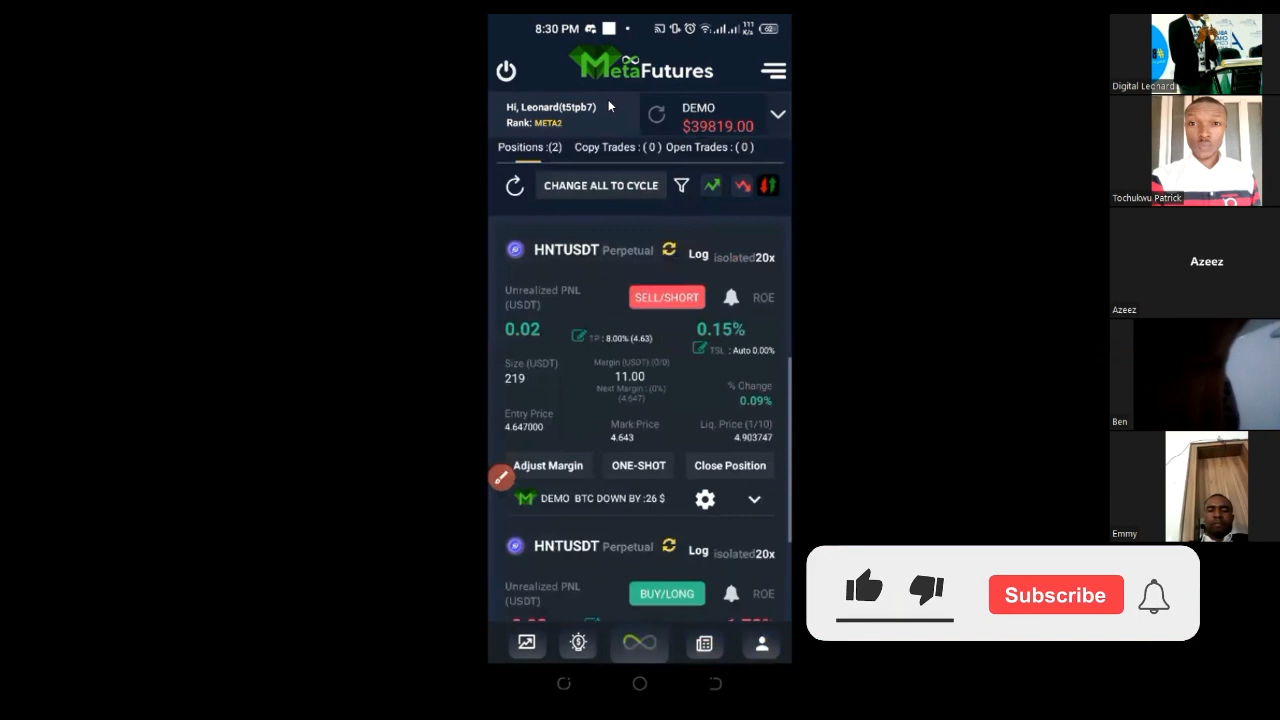 8:30 PM
111 K/s
MetaFutures
Hi, Leonard(t5tpb7)
Rank: META2
DEMO
$39819.00
Positions :(2) Copy Trades : ( 0 ) Open Trades : ( 0 )
CHANGE ALL TO CYCLE
HNTUSDT Perpetual Log isolated20x
Unrealized PNL (USDT)
SELL/SHORT
ROE
0.02
TP : 8.00% (4.63)
0.15%
TSL : Auto 0.00%
Size (USDT)
219
Margin (USDT) (0/0)
11.00
Next Margin : (0%)
(4.647)
% Change
0.09%
Entry Price
4.647000
Mark Price
4.643
Liq. Price (1/10)
4.903747
Adjust Margin ONE-SHOT Close Position
DEMO BTC DOWN BY :26 $
HNTUSDT Perpetual Log isolated20x
Unrealized PNL (USDT)
BUY/LONG
ROE
Digital Leonard
Tochukwu Patrick
Azeez
Azeez
Ben
Emmy
Subscribe